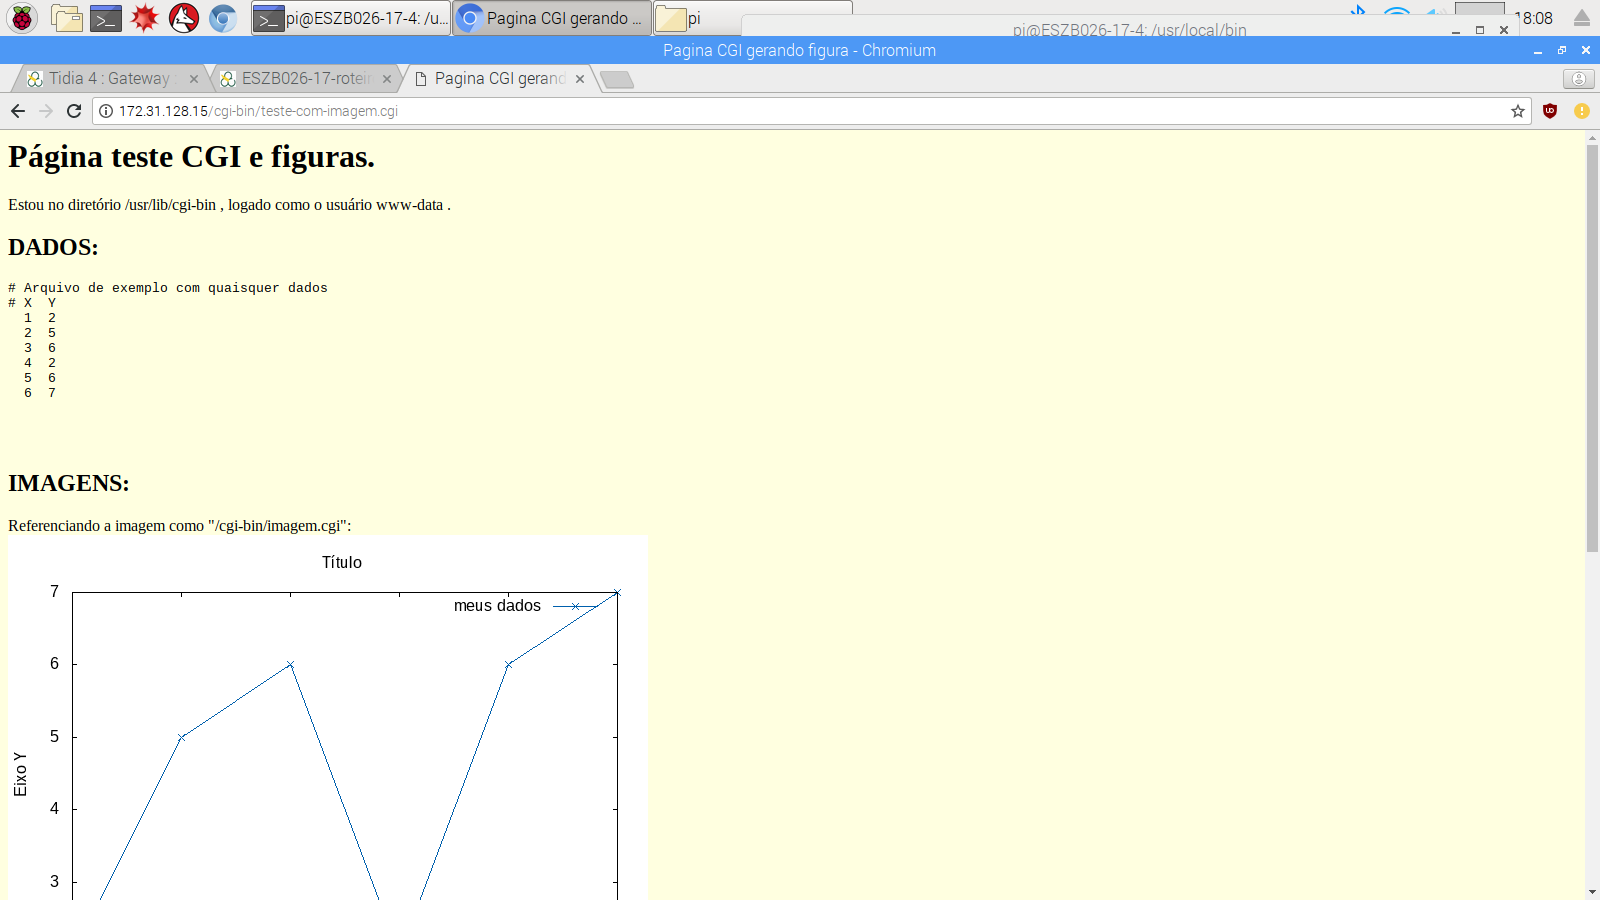 pi@ESZB026-17-4: /u...
Pagina CGI gerando ...
pi
18:08
pi@ESZB026-17-4: /usr/local/bin
Pagina CGI gerando figura - Chromium
Tidia 4 : Gateway
ESZB026-17-roteir
Pagina CGI gerand
172.31.128.15/cgi-bin/teste-com-imagem.cgi
Página teste CGI e figuras.
Estou no diretório /usr/lib/cgi-bin , logado como o usuário www-data .
DADOS:
# Arquivo de exemplo com quaisquer dados
# X  Y
  1  2
  2  5
  3  6
  4  2
  5  6
  6  7
IMAGENS:
Referenciando a imagem como "/cgi-bin/imagem.cgi":
Título
7
meus dados
6
5
Eixo Y
4
3